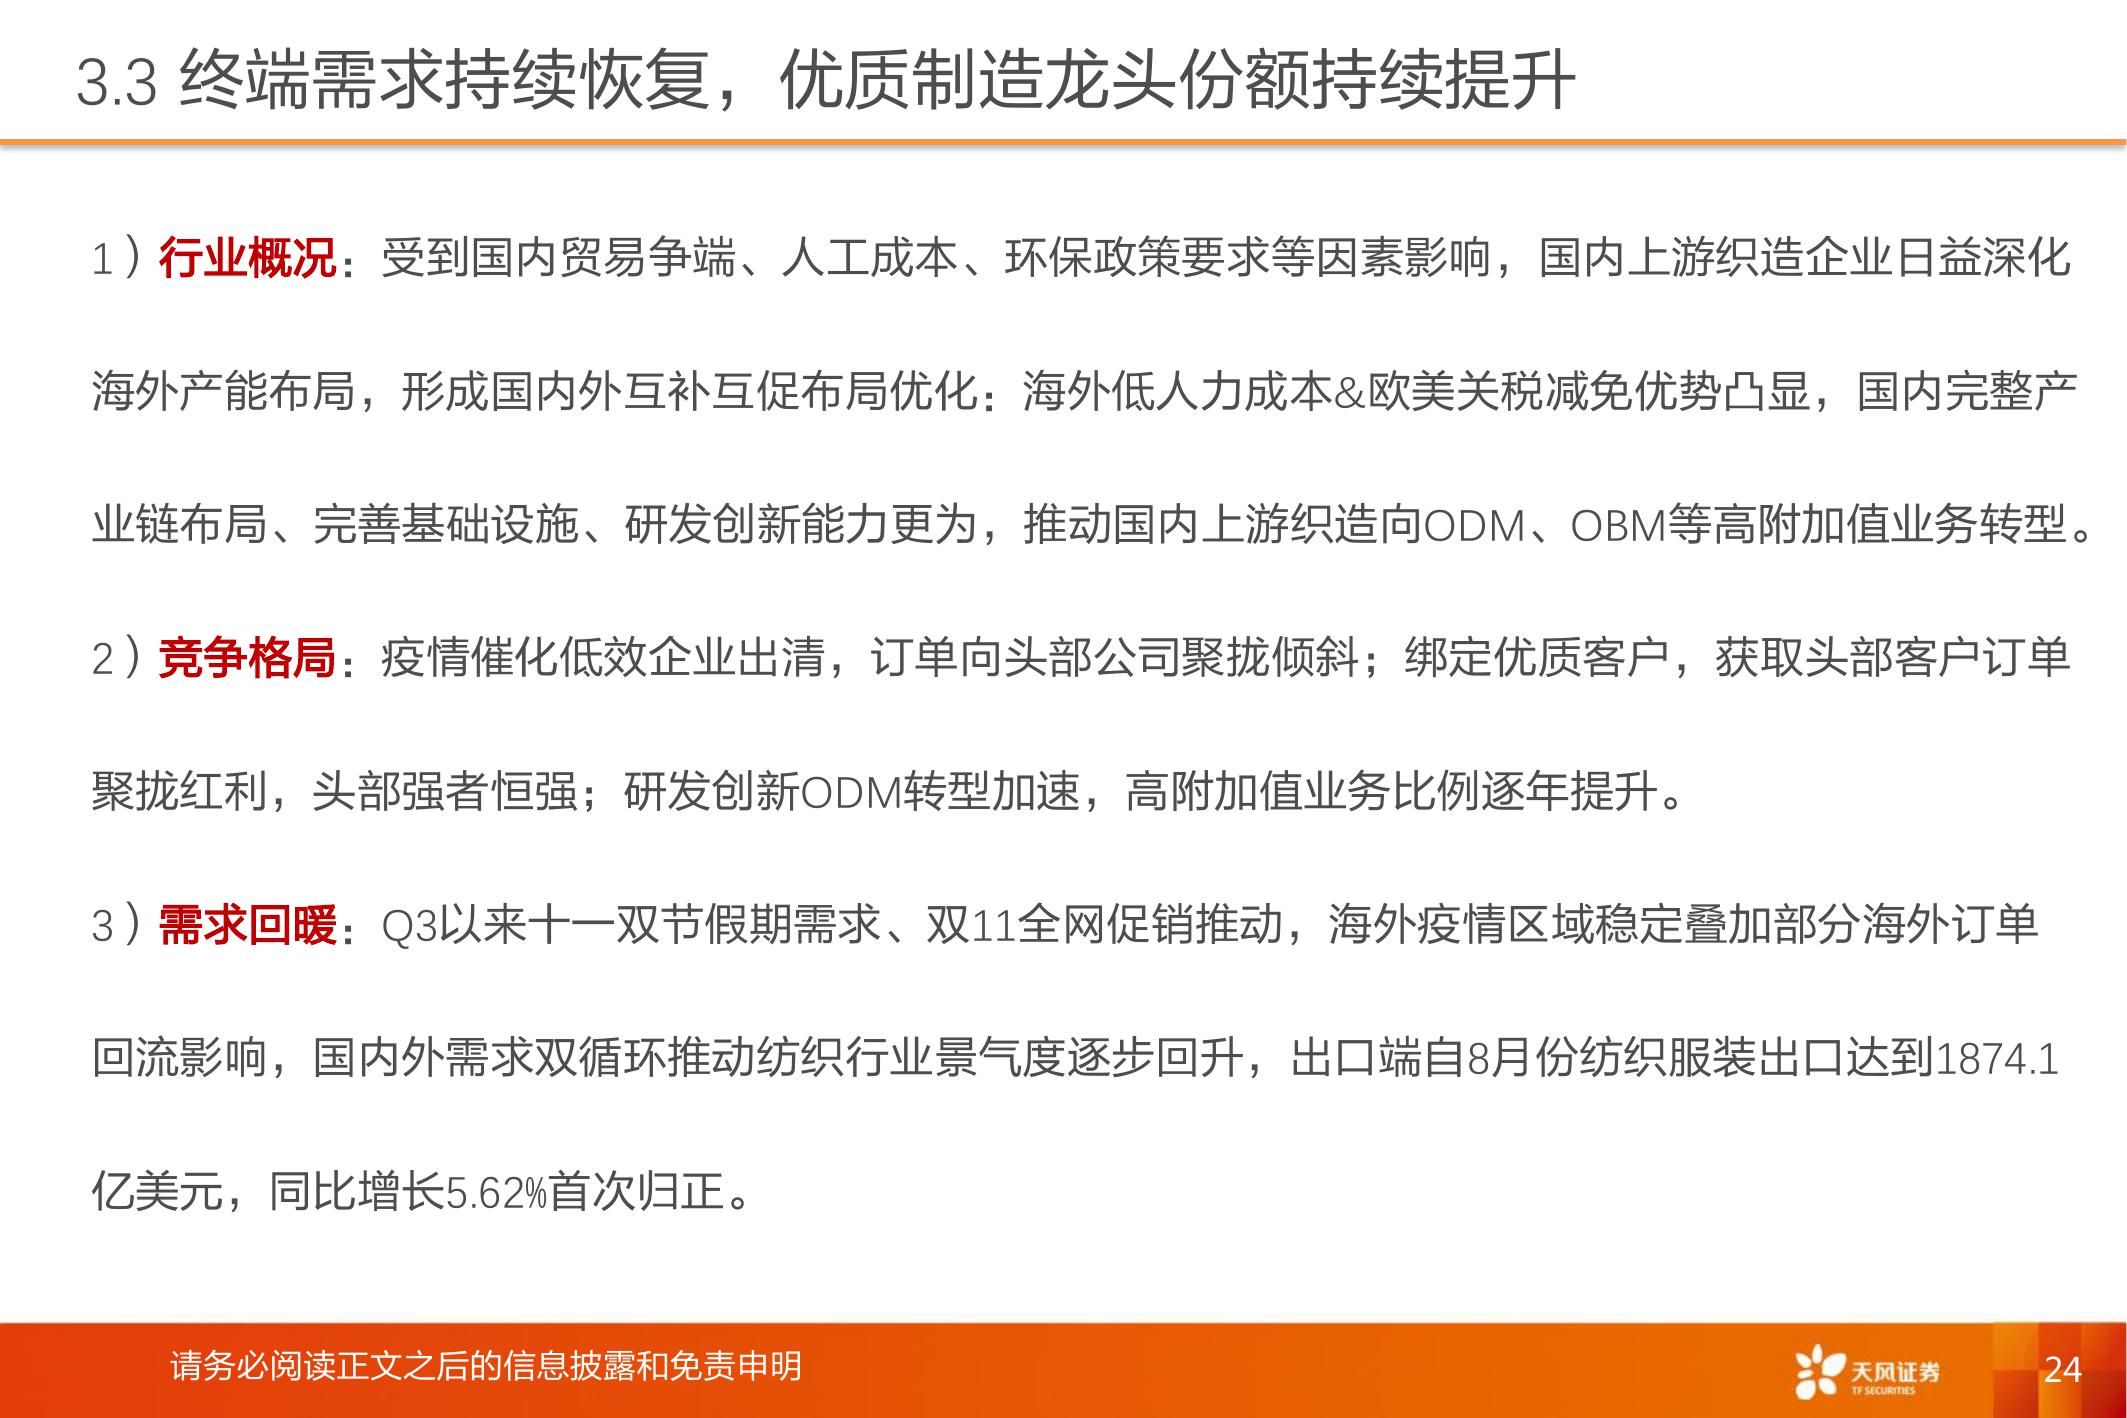 3.3 终端需求持续恢复，优质制造龙头份额持续提升
1）行业概况：受到国内贸易争端、人工成本、环保政策要求等因素影响，国内上游织造企业日益深化
海外产能布局，形成国内外互补互促布局优化：海外低人力成本&欧美关税减免优势凸显，国内完整产
业链布局、完善基础设施、研发创新能力更为，推动国内上游织造向ODM、OBM等高附加值业务转型。
2）竞争格局：疫情催化低效企业出清，订单向头部公司聚拢倾斜；绑定优质客户，获取头部客户订单
聚拢红利，头部强者恒强；研发创新ODM转型加速，高附加值业务比例逐年提升。
3）需求回暖：Q3以来十一双节假期需求、双11全网促销推动，海外疫情区域稳定叠加部分海外订单
回流影响，国内外需求双循环推动纺织行业景气度逐步回升，出口端自8月份纺织服装出口达到1874.1
亿美元，同比增长5.62%首次归正。
请务必阅读正文之后的信息披露和免责申明
天风证券
TF SECURITIES
24